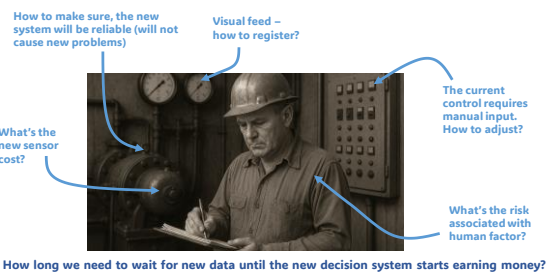 How to make sure, the new
system will be reliable (will not
cause new problems)
Visual feed –
how to register?
The current
control requires
manual input.
How to adjust?
What's the
new sensor
cost?
What's the risk
associated with
human factor?
How long we need to wait for new data until the new decision system starts earning money?